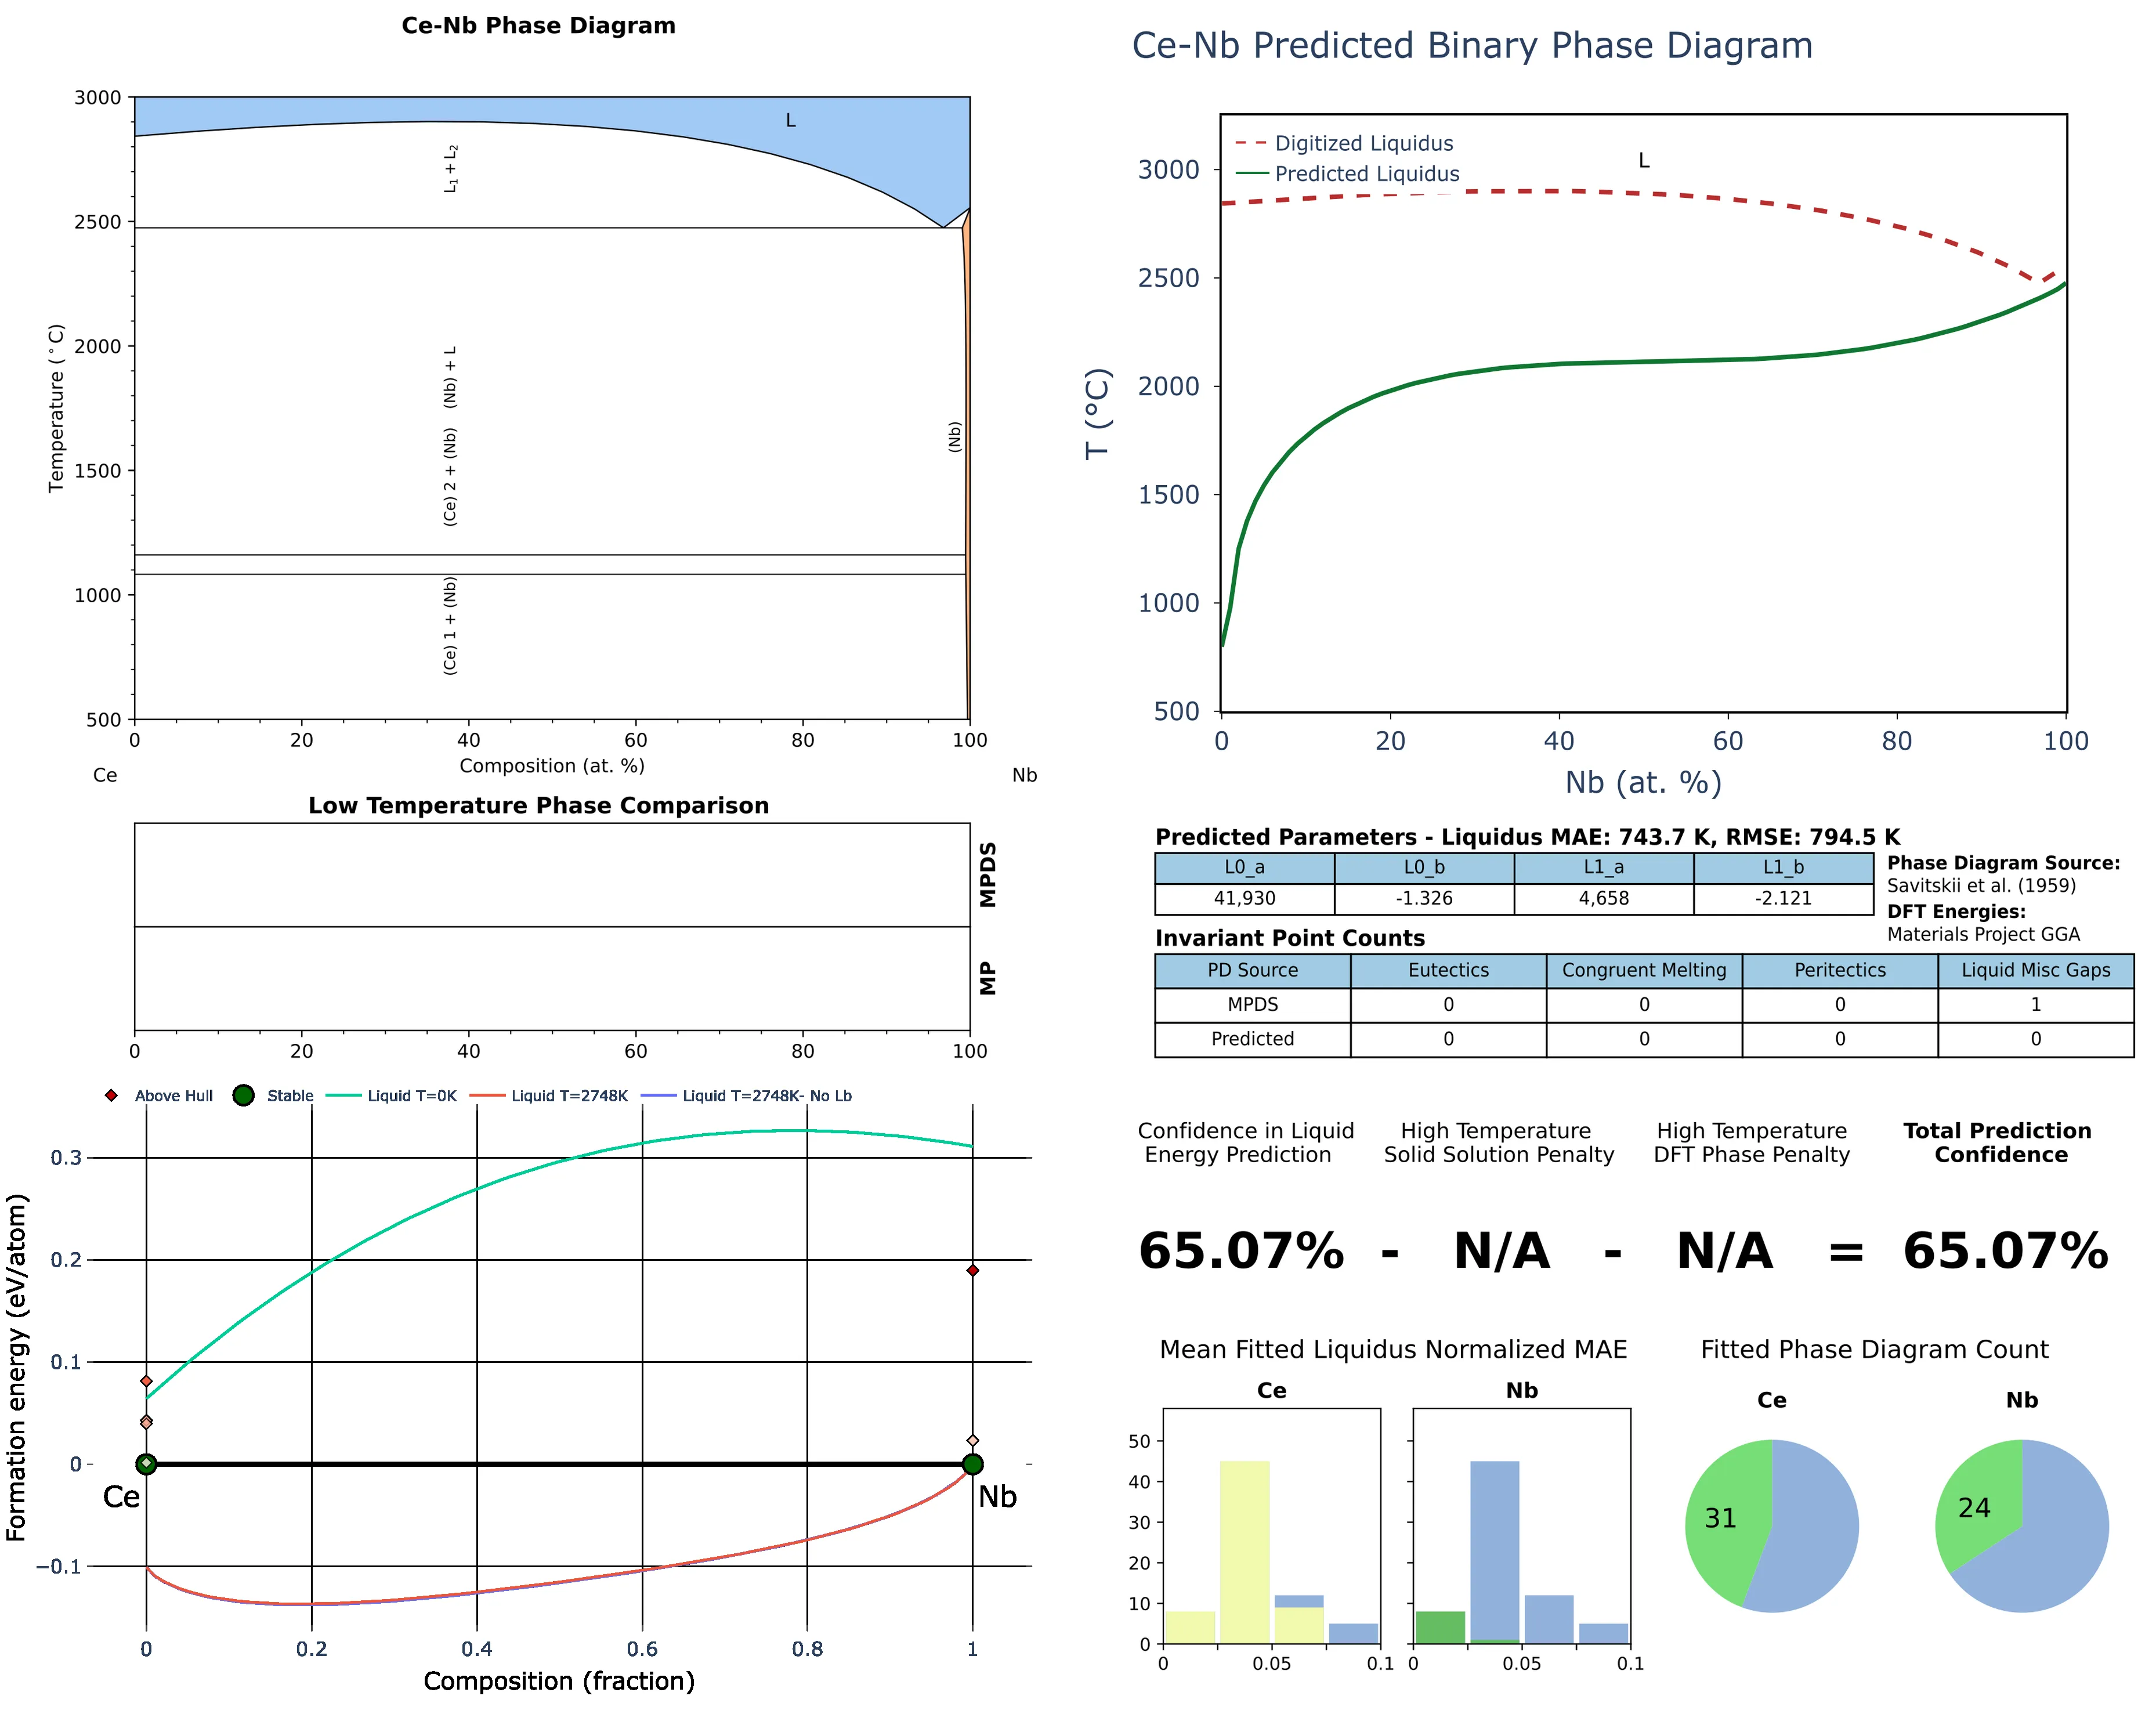 Ce-Nb Phase Diagram
3000
2500
2000
1500
1000
500
Temperature (°C)
L
L1 + L2
(Nb) + L
(Ce) 2 + (Nb)
(Ce) 1 + (Nb)
(Nb)
0 20 40 60 80 100
Composition (at. %)
Ce Nb
Low Temperature Phase Comparison
MPDS
MP
0 20 40 60 80 100
Above Hull Stable Liquid T=0K Liquid T=2748K Liquid T=2748K- No Lb
0.3
0.2
0.1
0
−0.1
Formation energy (eV/atom)
Ce Nb
0 0.2 0.4 0.6 0.8 1
Composition (fraction)
Ce-Nb Predicted Binary Phase Diagram
Digitized Liquidus
Predicted Liquidus
L
3000
2500
2000
1500
1000
500
T (°C)
0 20 40 60 80 100
Nb (at. %)
Predicted Parameters - Liquidus MAE: 743.7 K, RMSE: 794.5 K
L0_a L0_b L1_a L1_b
41,930 -1.326 4,658 -2.121
Phase Diagram Source:
Savitskii et al. (1959)
DFT Energies:
Materials Project GGA
Invariant Point Counts
PD Source Eutectics Congruent Melting Peritectics Liquid Misc Gaps
MPDS 0 0 0 1
Predicted 0 0 0 0
Confidence in Liquid
Energy Prediction
High Temperature
Solid Solution Penalty
High Temperature
DFT Phase Penalty
Total Prediction
Confidence
65.07% - N/A - N/A = 65.07%
Mean Fitted Liquidus Normalized MAE
Ce Nb
50
40
30
20
10
0
0 0.05 0.1 0 0.05 0.1
Fitted Phase Diagram Count
Ce Nb
31 24